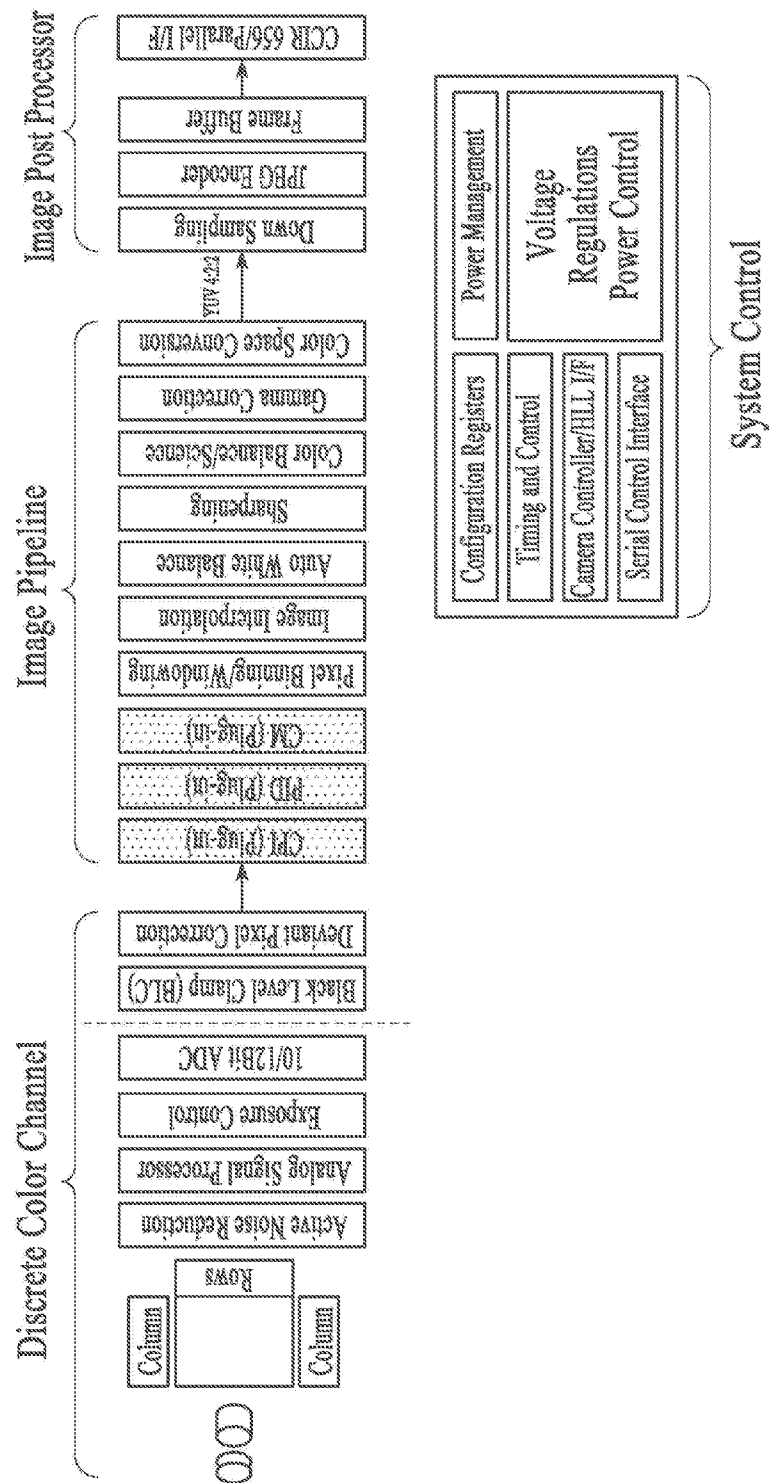 Discrete Color Channel
Column
Rows
Column
Active Noise Reduction
Analog Signal Processor
Exposure Control
10/12Bit ADC
Black Level Clamp (BLC)
Deviant Pixel Correction
Image Pipeline
CPI (Plug-in)
PID (Plug-in)
CM (Plug-in)
Pixel Binning/Windowing
Image Interpolation
Auto White Balance
Sharpening
Color Balance/Science
Gamma Correction
Color Space Conversion
YUV 4:2:2
Image Post Processor
Down Sampling
JPEG Encoder
Frame Buffer
CCIR 656/Parallel I/F
Configuration Registers
Timing and Control
Camera Controller/HLL I/F
Serial Control Interface
Power Management
Voltage
Regulations
Power Control
System Control